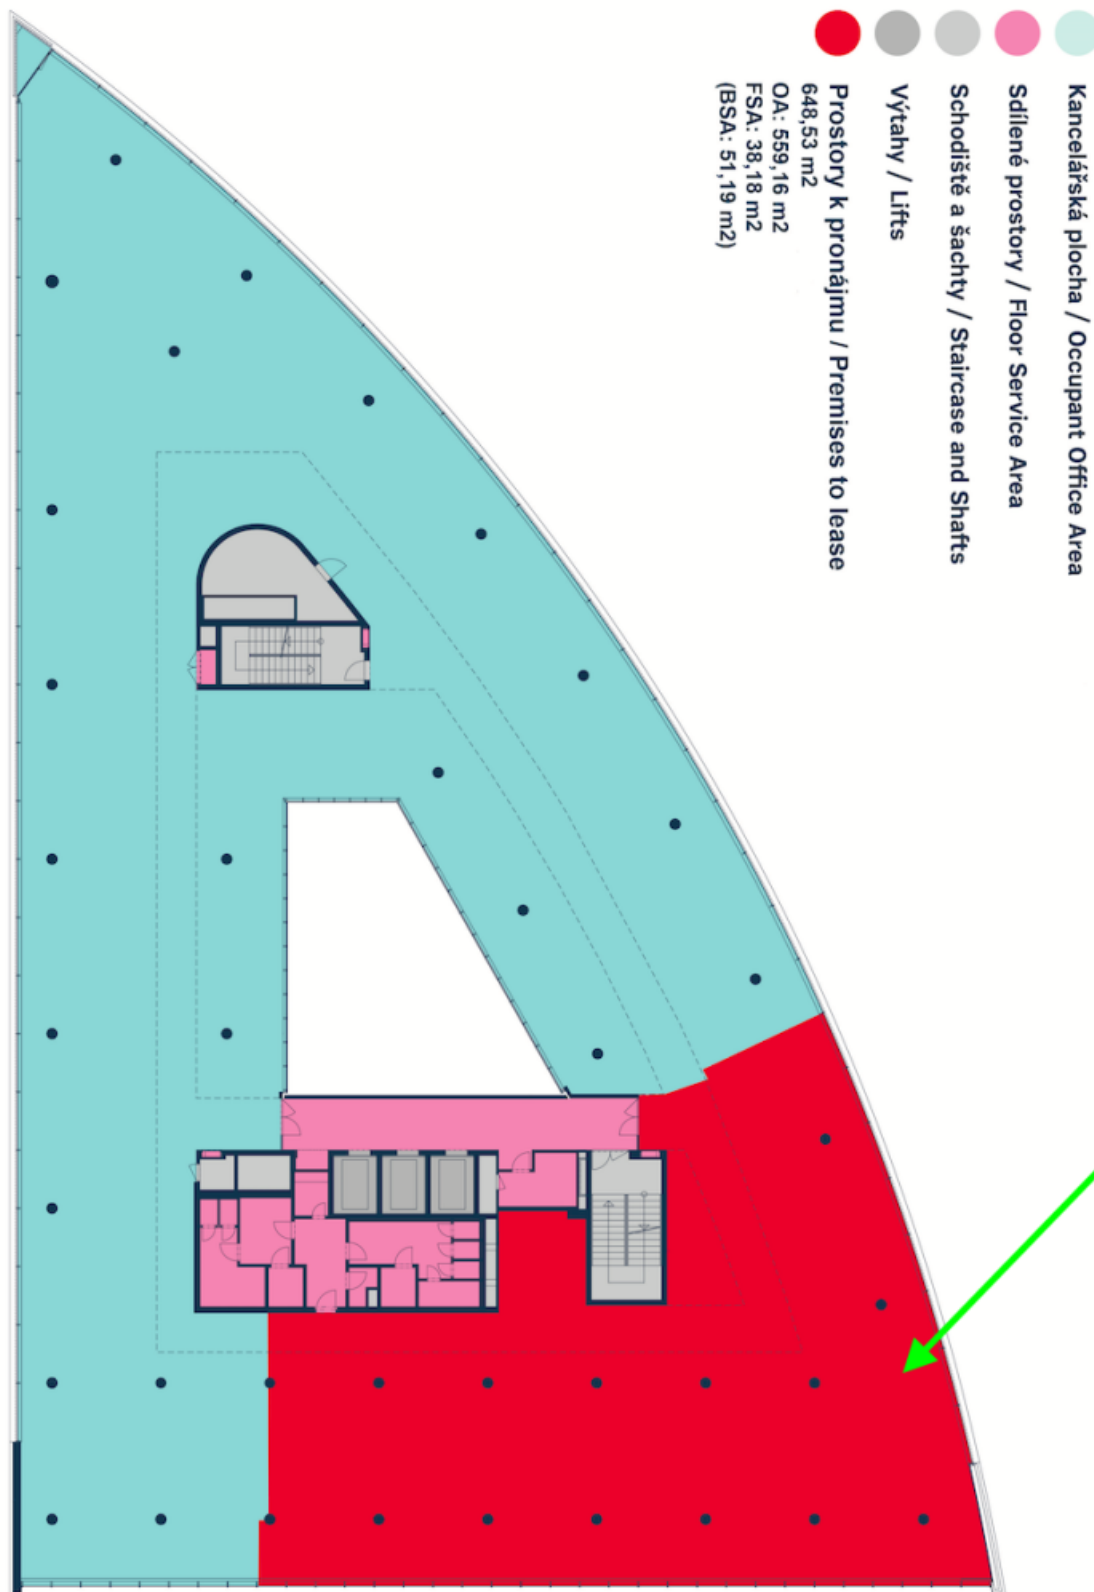 Kancelářská plocha / Occupant Office Area
Sdílené prostory / Floor Service Area
Schodiště a šachty / Staircase and Shafts
Výtahy / Lifts
Prostory k pronájmu / Premises to lease
648,53 m2
OA: 559,16 m2
FSA: 38,18 m2
(BSA: 51,19 m2)